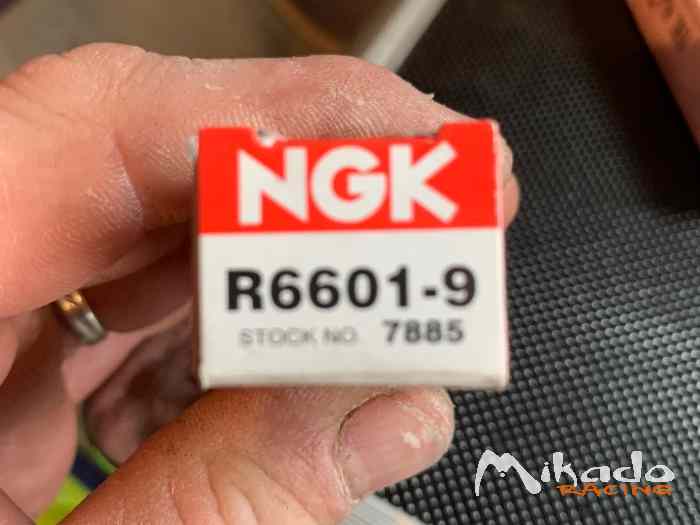 NGK
R6601-9
STOCK NO. 7885
Mikado
RACING